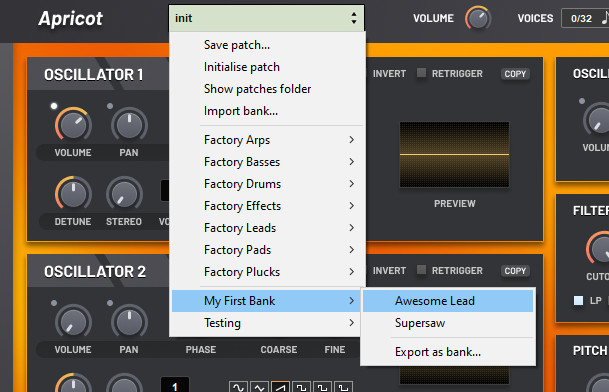 Apricot
init
VOLUME
VOICES
0/32
Save patch...
Initialise patch
Show patches folder
Import bank...
Factory Arps
Factory Basses
Factory Drums
Factory Effects
Factory Leads
Factory Pads
Factory Plucks
My First Bank
Testing
Awesome Lead
Supersaw
Export as bank...
OSCILLATOR 1
INVERT
RETRIGGER
COPY
VOLUME
PAN
DETUNE
STEREO
VO
PREVIEW
OSCILLATOR 2
INVERT
RETRIGGER
COPY
VOLUME
PAN
PHASE
COARSE
FINE
1
OSCIL
VOLU
FILTER
CUTO
LP
PITCH